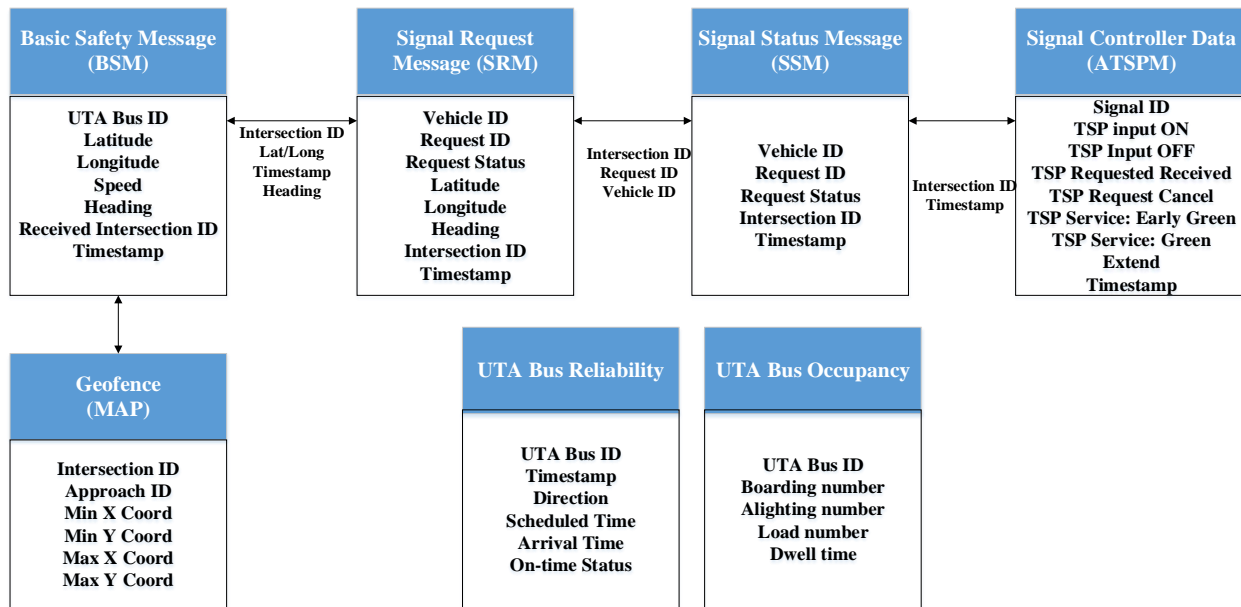 Basic Safety Message
(BSM)
UTA Bus ID
Latitude
Longitude
Speed
Heading
Received Intersection ID
Timestamp
Intersection ID
Lat/Long
Timestamp
Heading
Signal Request
Message (SRM)
Vehicle ID
Request ID
Request Status
Latitude
Longitude
Heading
Intersection ID
Timestamp
Intersection ID
Request ID
Vehicle ID
Signal Status Message
(SSM)
Vehicle ID
Request ID
Request Status
Intersection ID
Timestamp
Intersection ID
Timestamp
Signal Controller Data
(ATSPM)
Signal ID
TSP input ON
TSP Input OFF
TSP Requested Received
TSP Request Cancel
TSP Service: Early Green
TSP Service: Green
Extend
Timestamp
Geofence
(MAP)
Intersection ID
Approach ID
Min X Coord
Min Y Coord
Max X Coord
Max Y Coord
UTA Bus Reliability
UTA Bus ID
Timestamp
Direction
Scheduled Time
Arrival Time
On-time Status
UTA Bus Occupancy
UTA Bus ID
Boarding number
Alighting number
Load number
Dwell time